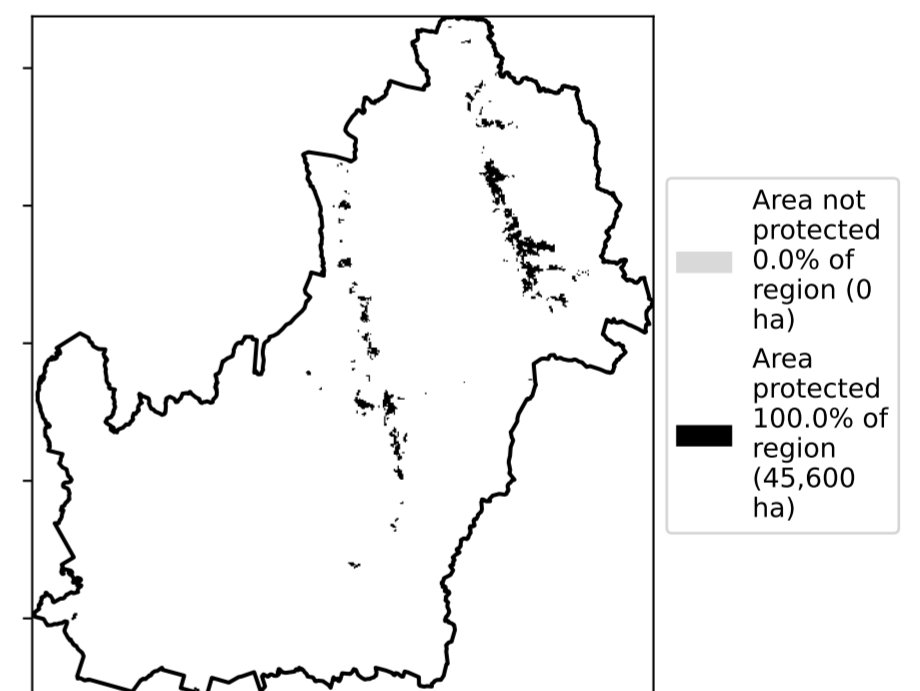 Area not
protected
0.0% of
region (0
ha)
Area
protected
100.0% of
region
(45,600
ha)